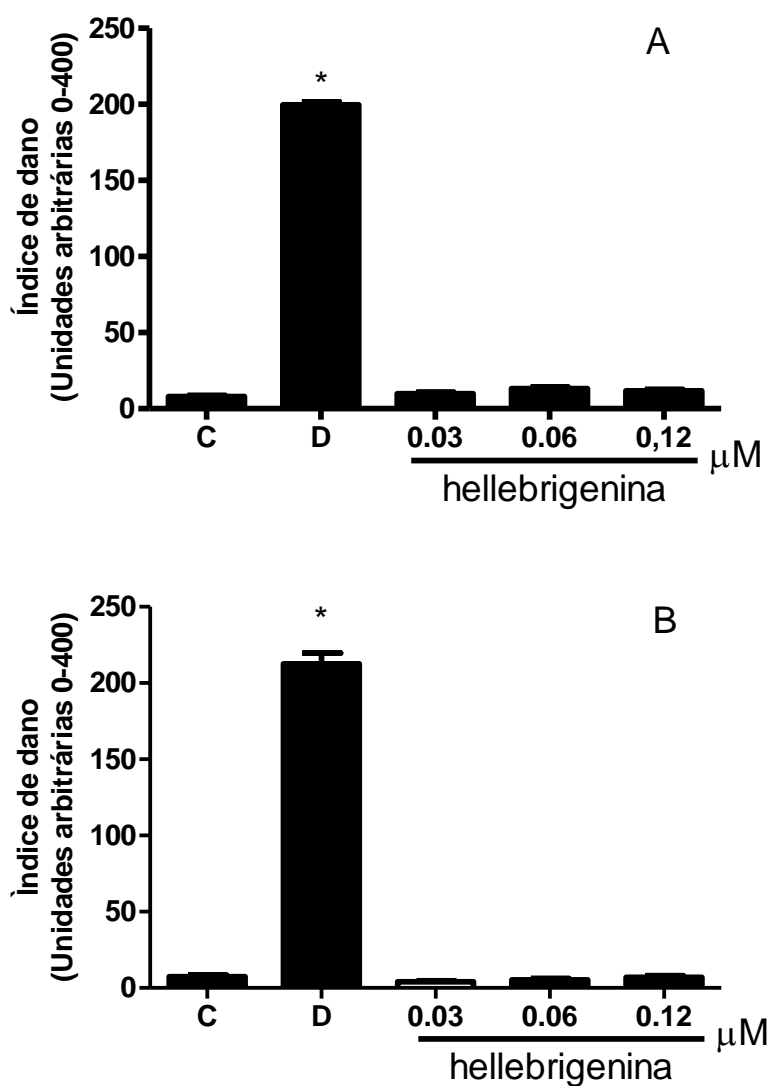 A
Índice de dano
(Unidades arbitrárias 0-400)
250
200
150
100
50
0
*
C D 0.03 0.06 0,12 μM
hellebrigenina
B
Ìndice de dano
(Unidades arbitrárias 0-400)
250
200
150
100
50
0
*
C D 0.03 0.06 0.12 μM
hellebrigenina